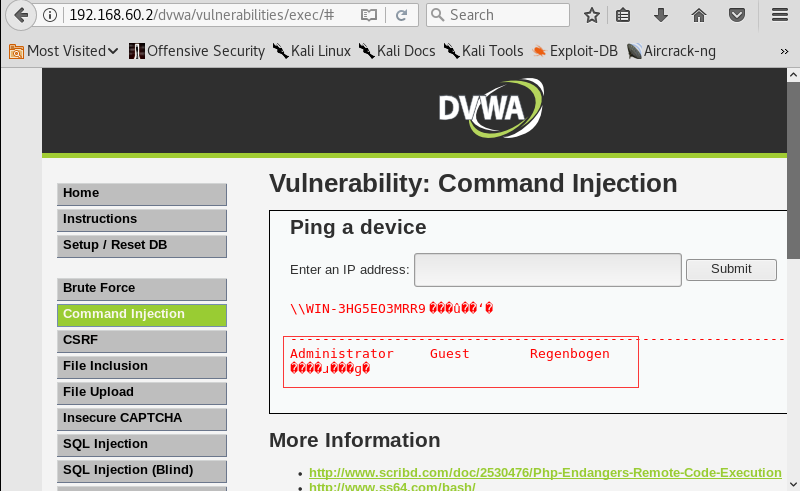 192.168.60.2/dvwa/vulnerabilities/exec/#
Search
Most Visited Offensive Security Kali Linux Kali Docs Kali Tools Exploit-DB Aircrack-ng »
DVWA
Home
Instructions
Setup / Reset DB
Brute Force
Command Injection
CSRF
File Inclusion
File Upload
Insecure CAPTCHA
SQL Injection
SQL Injection (Blind)
Vulnerability: Command Injection
Ping a device
Enter an IP address:
Submit
\\WIN-3HG5EO3MRR9 ���û��ʻ�
-------------------------------------------------------------------------------
Administrator Guest Regenbogen
����ɹ���ɡ�
More Information
• http://www.scribd.com/doc/2530476/Php-Endangers-Remote-Code-Execution
• http://www.ss64.com/bash/